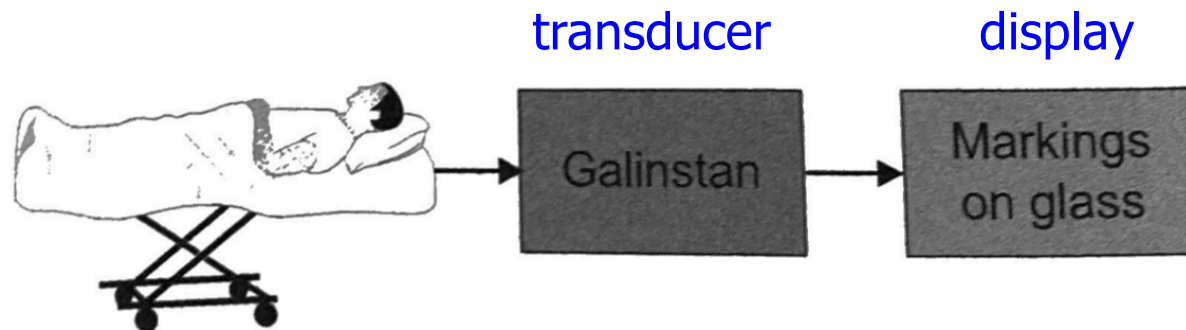 transducer
display
Galinstan
Markings
on glass